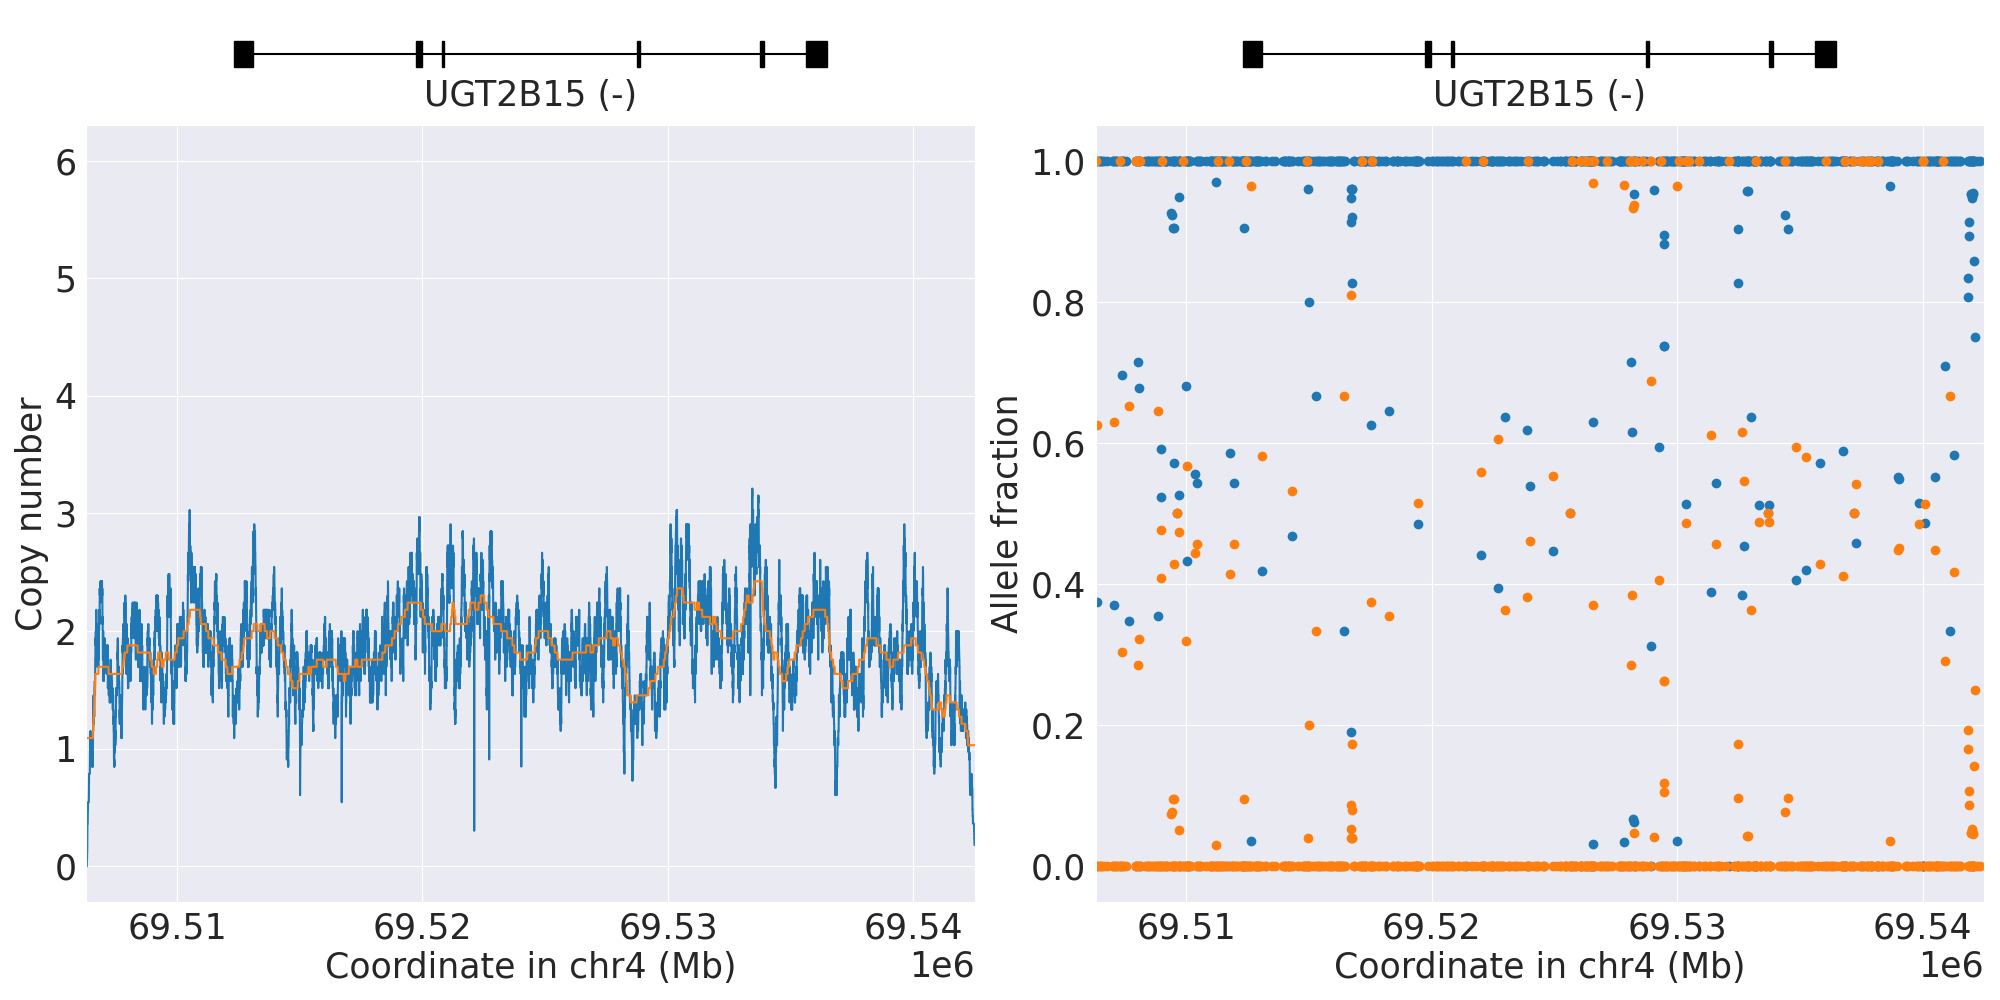 UGT2B15 (-)
6
5
4
3
2
1
0
Copy number
69.51 69.52 69.53 69.54
Coordinate in chr4 (Mb)
1e6
UGT2B15 (-)
1.0
0.8
0.6
0.4
0.2
0.0
Allele fraction
69.51 69.52 69.53 69.54
Coordinate in chr4 (Mb)
1e6